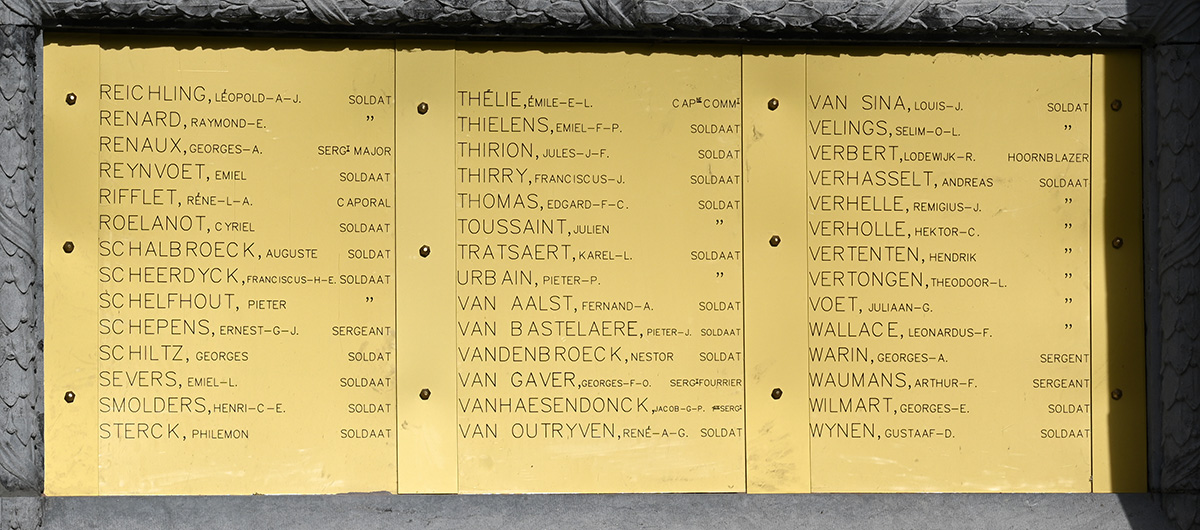 REICHLING, LÉOPOLD-A-J. SOLDAT
RENARD, RAYMOND-E. ”
RENAUX, GEORGES-A. SERGT MAJOR
REYNVOET, EMIEL SOLDAAT
RIFFLET, RÉNE-L-A. CAPORAL
ROELANOT, CYRIEL SOLDAAT
SCHALBROECK, AUGUSTE SOLDAT
SCHEERDYCK, FRANCISCUS-H-E. SOLDAAT
SCHELFHOUT, PIETER ”
SCHEPENS, ERNEST-G-J. SERGEANT
SCHILTZ, GEORGES SOLDAT
SEVERS, EMIEL-L. SOLDAAT
SMOLDERS, HENRI-C-E. SOLDAT
STERCK, PHILEMON SOLDAAT
THÉLIE, ÉMILE-E-L. CAPNE COMMT
THIELENS, EMIEL-F-P. SOLDAAT
THIRION, JULES-J-F. SOLDAT
THIRRY, FRANCISCUS-J. SOLDAAT
THOMAS, EDGARD-F-C. SOLDAT
TOUSSAINT, JULIEN ”
TRATSAERT, KAREL-L. SOLDAAT
URBAIN, PIETER-P. ”
VAN AALST, FERNAND-A. SOLDAT
VAN BASTELAERE, PIETER-J. SOLDAAT
VANDENBROECK, NESTOR SOLDAT
VAN GAVER, GEORGES-F-O. SERGT FOURRIER
VANHAESENDONCK, JACOB-G-P. SERGT
VAN OUTRYVEN, RENÉ-A-G. SOLDAT
VAN SINA, LOUIS-J. SOLDAT
VELINGS, SELIM-O-L. ”
VERBERT, LODEWIJK-R. HOORNBLAZER
VERHASSELT, ANDREAS SOLDAAT
VERHELLE, REMIGIUS-J. ”
VERHOLLE, HEKTOR-C. ”
VERTENTEN, HENDRIK ”
VERTONGEN, THEODOOR-L. ”
VOET, JULIAAN-G. ”
WALLACE, LEONARDUS-F. ”
WARIN, GEORGES-A. SERGENT
WAUMANS, ARTHUR-F. SERGEANT
WILMART, GEORGES-E. SOLDAT
WYNEN, GUSTAAF-D. SOLDAAT